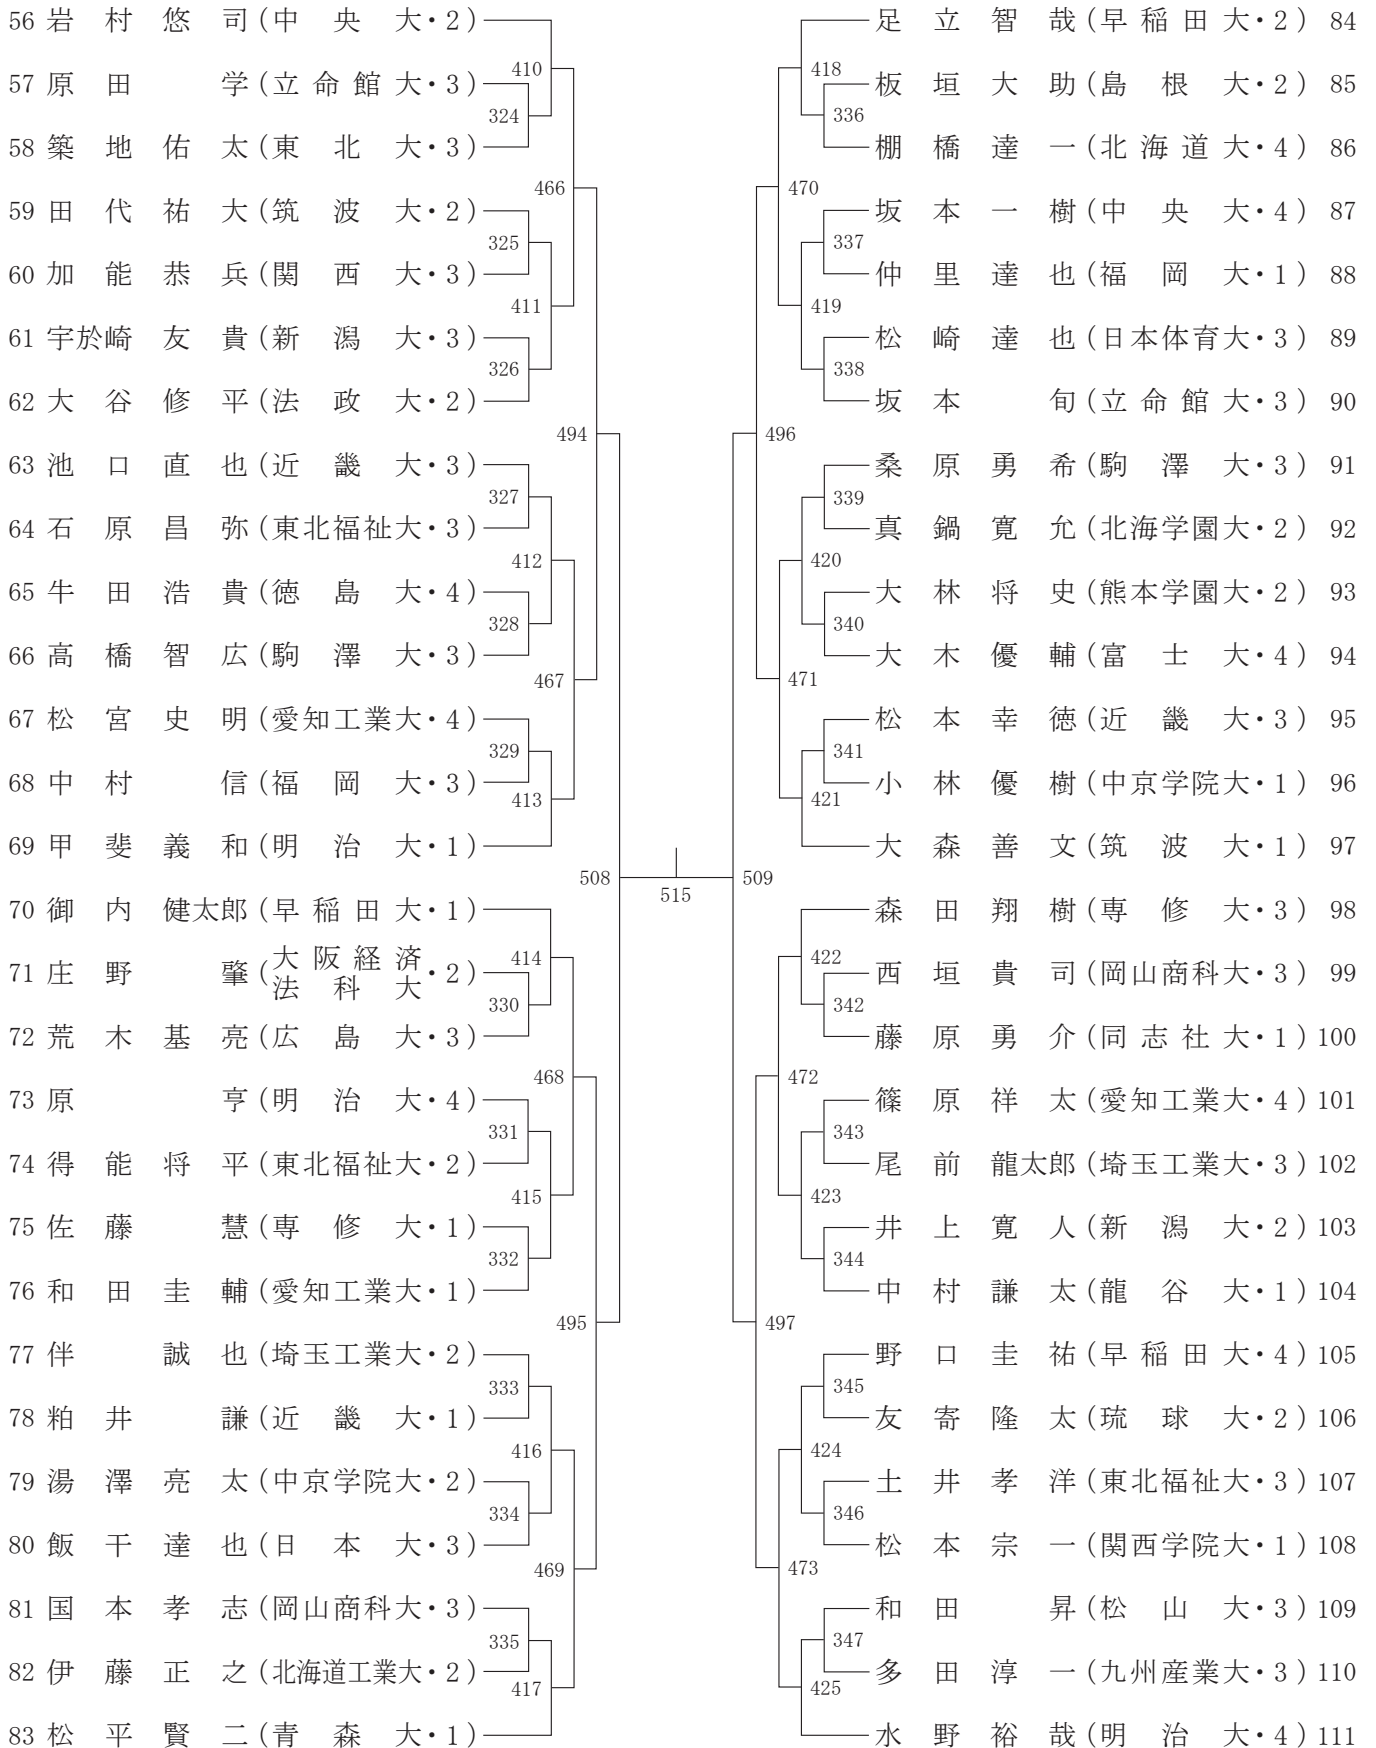 56 岩村悠司(中央大・2)
57 原田学(立命館大・3)
58 築地佑太(東北大・3)
59 田代祐大(筑波大・2)
60 加能恭兵(関西大・3)
61 宇於崎友貴(新潟大・3)
62 大谷修平(法政大・2)
63 池口直也(近畿大・3)
64 石原昌弥(東北福祉大・3)
65 牛田浩貴(徳島大・4)
66 高橋智広(駒澤大・3)
67 松宮史明(愛知工業大・4)
68 中村信(福岡大・3)
69 甲斐義和(明治大・1)
70 御内健太郎(早稲田大・1)
71 庄野肇(大阪経済法科大・2)
72 荒木基亮(広島大・3)
73 原亨(明治大・4)
74 得能将平(東北福祉大・2)
75 佐藤慧(専修大・1)
76 和田圭輔(愛知工業大・1)
77 伴誠也(埼玉工業大・2)
78 粕井謙(近畿大・1)
79 湯澤亮太(中京学院大・2)
80 飯干達也(日本大・3)
81 国本孝志(岡山商科大・3)
82 伊藤正之(北海道工業大・2)
83 松平賢二(青森大・1)
410
324
466
325
411
326
494
327
412
328
467
329
413
508
414
330
468
331
415
332
495
333
416
334
469
335
417
515
足立智哉(早稲田大・2) 84
板垣大助(島根大・2) 85
棚橋達一(北海道大・4) 86
坂本一樹(中央大・4) 87
仲里達也(福岡大・1) 88
松崎達也(日本体育大・3) 89
坂本旬(立命館大・3) 90
桑原勇希(駒澤大・3) 91
真鍋寛允(北海学園大・2) 92
大林将史(熊本学園大・2) 93
大木優輔(富士大・4) 94
松本幸徳(近畿大・3) 95
小林優樹(中京学院大・1) 96
大森善文(筑波大・1) 97
森田翔樹(専修大・3) 98
西垣貴司(岡山商科大・3) 99
藤原勇介(同志社大・1) 100
篠原祥太(愛知工業大・4) 101
尾前龍太郎(埼玉工業大・3) 102
井上寛人(新潟大・2) 103
中村謙太(龍谷大・1) 104
野口圭祐(早稲田大・4) 105
友寄隆太(琉球大・2) 106
土井孝洋(東北福祉大・3) 107
松本宗一(関西学院大・1) 108
和田昇(松山大・3) 109
多田淳一(九州産業大・3) 110
水野裕哉(明治大・4) 111
418
336
470
337
419
338
496
339
420
340
471
341
421
509
422
342
472
343
423
344
497
345
424
346
473
347
425